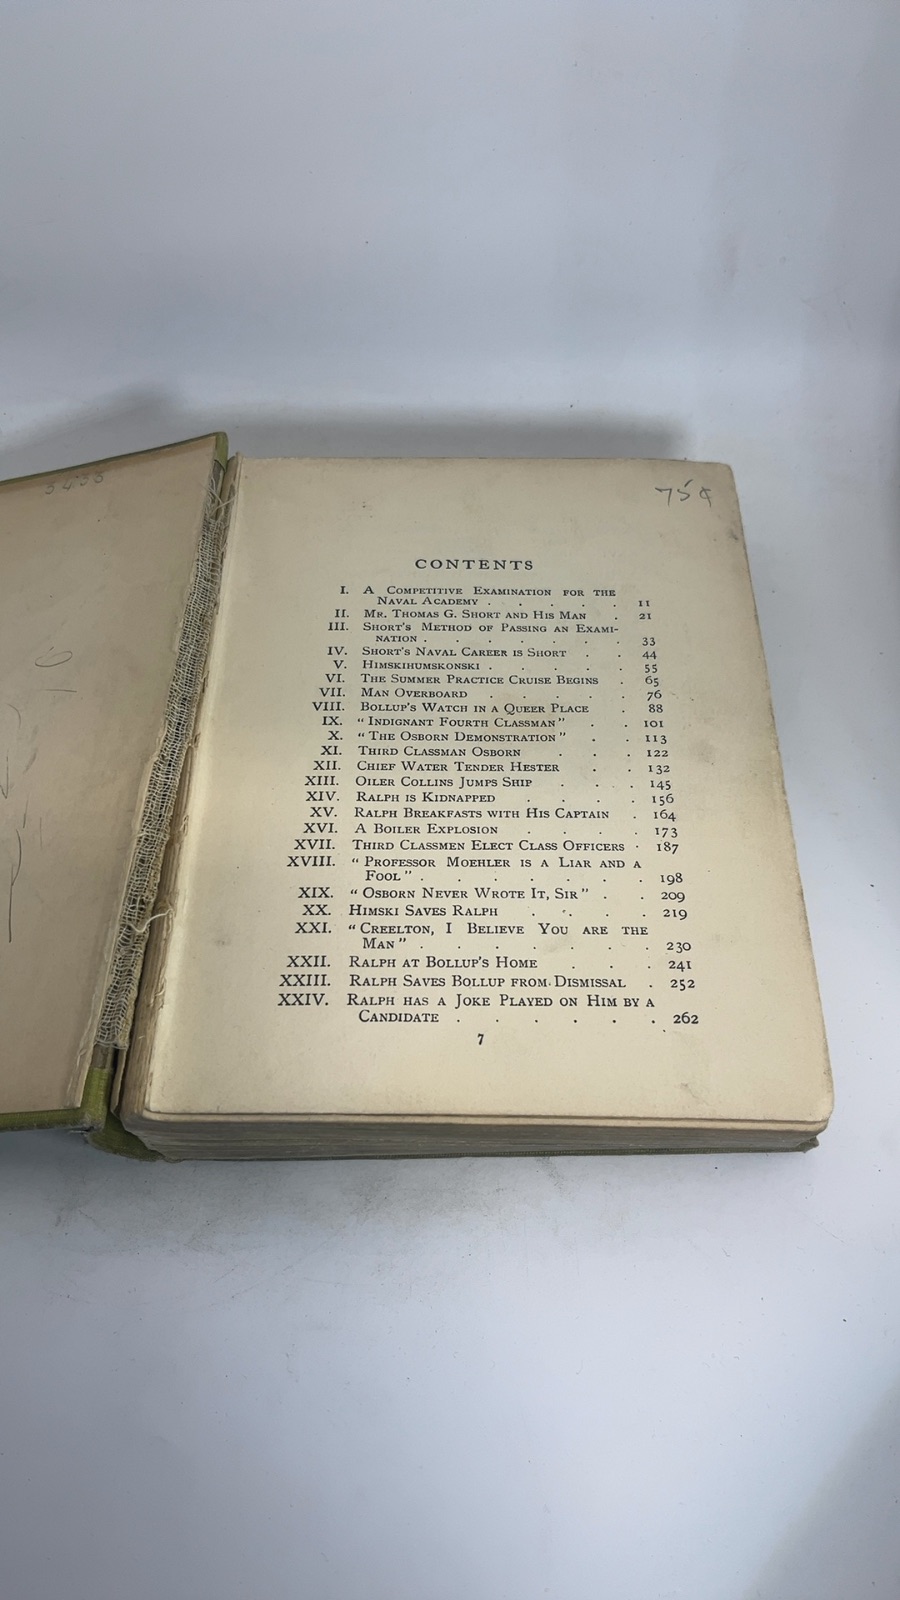 3433
75¢
CONTENTS
I. A Competitive Examination for the
Naval Academy . . . . . 11
II. Mr. Thomas G. Short and His Man . 21
III. Short's Method of Passing an Exami-
nation . . . . . . . 33
IV. Short's Naval Career is Short . . 44
V. Himskihumskonski . . . . . 55
VI. The Summer Practice Cruise Begins . 65
VII. Man Overboard . . . . . 76
VIII. Bollup's Watch in a Queer Place . 88
IX. "Indignant Fourth Classman" . . 101
X. "The Osborn Demonstration" . . 113
XI. Third Classman Osborn . . . 122
XII. Chief Water Tender Hester . . 132
XIII. Oiler Collins Jumps Ship . . . 145
XIV. Ralph is Kidnapped . . . . 156
XV. Ralph Breakfasts with His Captain . 164
XVI. A Boiler Explosion . . . . 173
XVII. Third Classmen Elect Class Officers . 187
XVIII. "Professor Moehler is a Liar and a
Fool" . . . . . . . 198
XIX. "Osborn Never Wrote It, Sir" . . 209
XX. Himski Saves Ralph . . . . 219
XXI. "Creelton, I Believe You are the
Man" . . . . . . . 230
XXII. Ralph at Bollup's Home . . . 241
XXIII. Ralph Saves Bollup from Dismissal . 252
XXIV. Ralph has a Joke Played on Him by a
Candidate . . . . . . 262
7